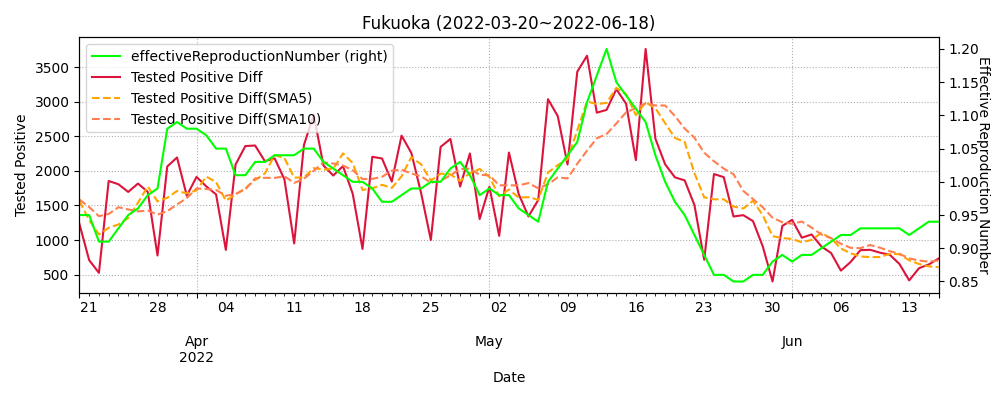 Fukuoka (2022-03-20~2022-06-18)
effectiveReproductionNumber (right)
Tested Positive Diff
Tested Positive Diff(SMA5)
Tested Positive Diff(SMA10)
Tested Positive
3500
3000
2500
2000
1500
1000
500
1.20
1.15
1.10
1.05
1.00
0.95
0.90
0.85
Effective Reproduction Number
21 28 04 11 18 25 02 09 16 23 30 06 13
Apr May Jun
2022
Date